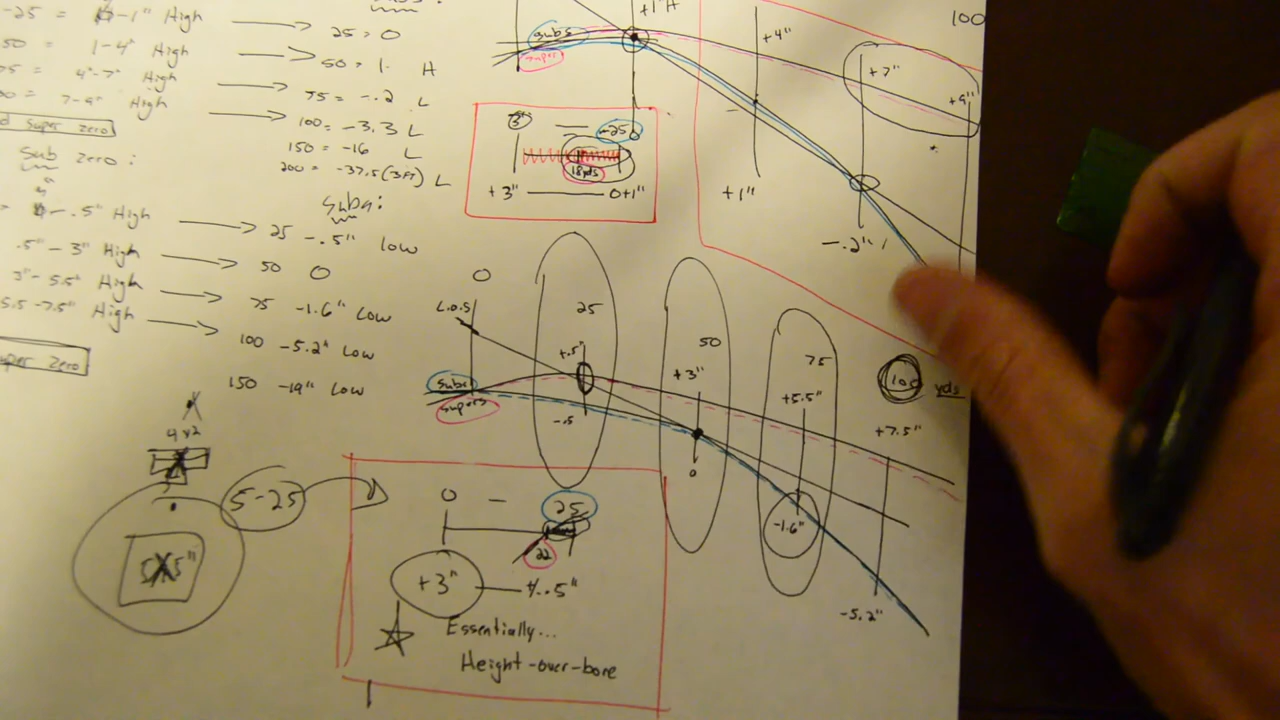 -25 = -1" High
25 = 0
50 = 1-4" High
50 = 1. H
75 = 4"-7" High
75 = -.2 L
7-9" High
100 = -3.3 L
150 = -16 L
200 = -37.5 (3FT) L
super zero
Sub zero:
.5" High
.5" - 3" High
3"- 5.5" High
5.5 -7.5" High
super zero
Subs:
25 -.5" low
50 0
75 -1.6" Low
100 -5.2" Low
150 -19" Low
+1" H
subs
+4"
+7"
+9"
100
+1"
-.2"
3" — 25
18yds
+3" — 0+1"
0
25
50
75
100 yds
L.O.S
subs
supers
+.5"
-.5
+3"
0
+5.5"
-1.6"
+7.5"
-5.2"
4x2
5-25
5.5"
0 - 25
22
+3" — +/-.5"
Essentially...
Height-over-bore